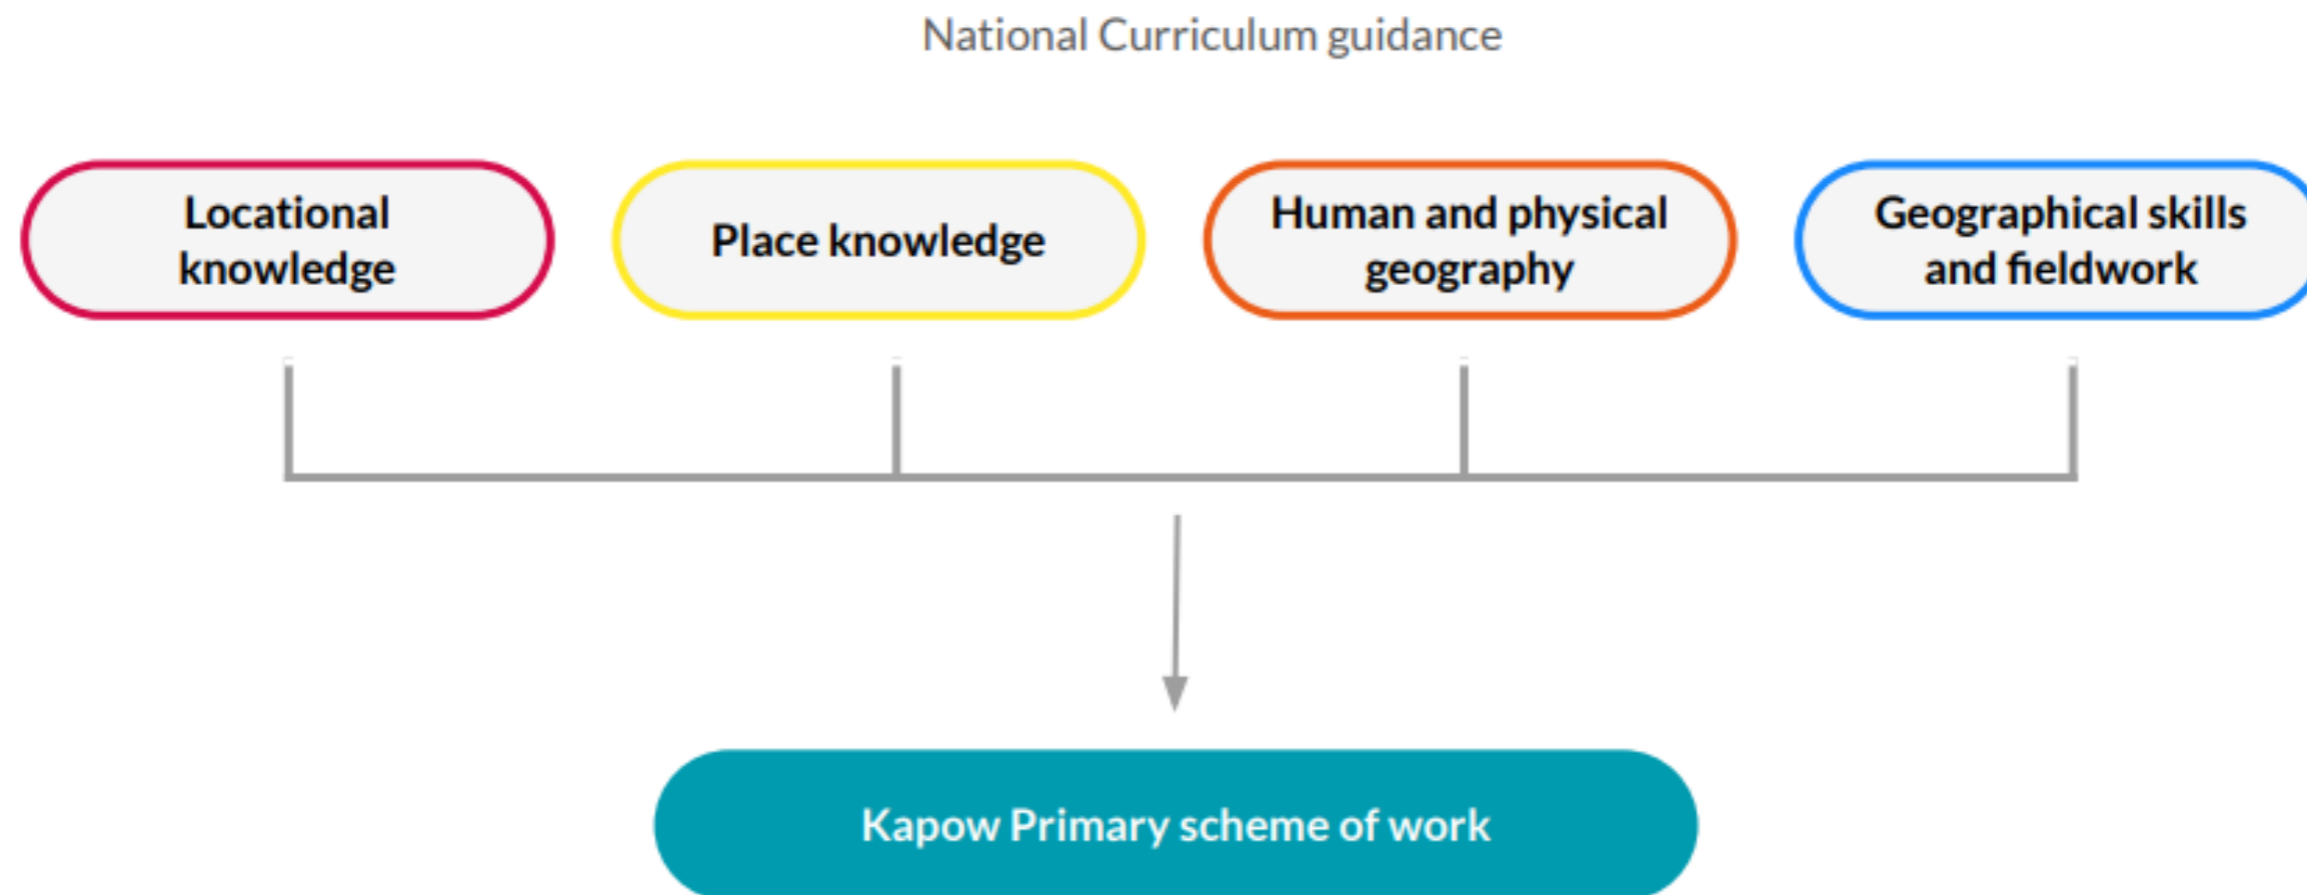 National Curriculum guidance
Locational
knowledge
Place knowledge
Human and physical
geography
Geographical skills
and fieldwork
Kapow Primary scheme of work